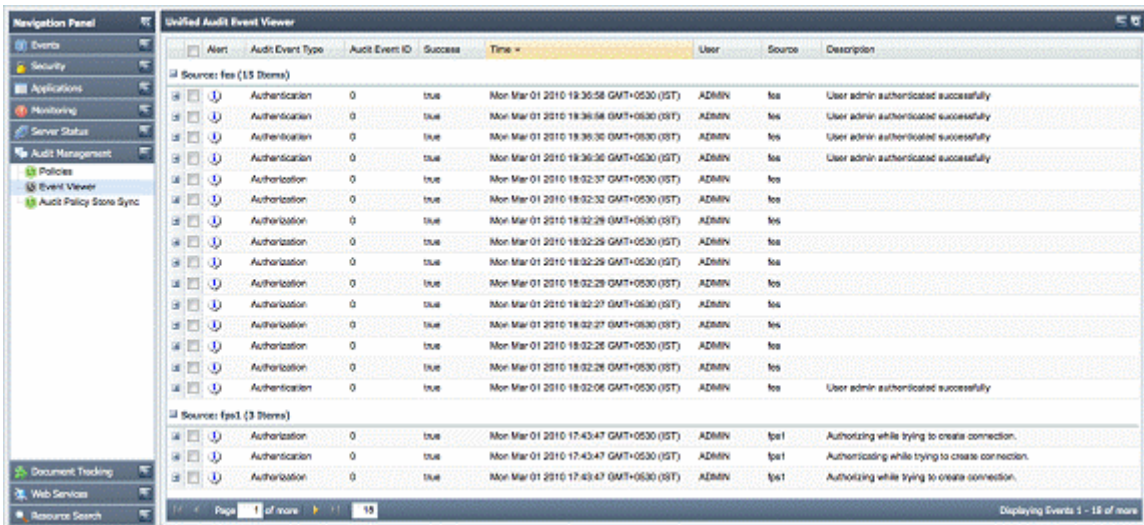 Navigation Panel
Events
Security
Applications
Monitoring
Server Status
Audit Management
Policies
Event Viewer
Audit Policy Store Sync
Document Tracking
Web Services
Resource Search
Unified Audit Event Viewer
Alert Audit Event Type Audit Event ID Success Time User Source Description
Source: fes (15 Items)
Authentication 0 true Mon Mar 01 2010 19:36:58 GMT+0530 (IST) ADMIN fes User admin authenticated successfully
Authentication 0 true Mon Mar 01 2010 19:36:58 GMT+0530 (IST) ADMIN fes User admin authenticated successfully
Authentication 0 true Mon Mar 01 2010 19:36:30 GMT+0530 (IST) ADMIN fes User admin authenticated successfully
Authentication 0 true Mon Mar 01 2010 19:36:30 GMT+0530 (IST) ADMIN fes User admin authenticated successfully
Authorization 0 true Mon Mar 01 2010 18:02:37 GMT+0530 (IST) ADMIN fes
Authorization 0 true Mon Mar 01 2010 18:02:32 GMT+0530 (IST) ADMIN fes
Authorization 0 true Mon Mar 01 2010 18:02:29 GMT+0530 (IST) ADMIN fes
Authorization 0 true Mon Mar 01 2010 18:02:29 GMT+0530 (IST) ADMIN fes
Authorization 0 true Mon Mar 01 2010 18:02:29 GMT+0530 (IST) ADMIN fes
Authorization 0 true Mon Mar 01 2010 18:02:29 GMT+0530 (IST) ADMIN fes
Authorization 0 true Mon Mar 01 2010 18:02:27 GMT+0530 (IST) ADMIN fes
Authorization 0 true Mon Mar 01 2010 18:02:27 GMT+0530 (IST) ADMIN fes
Authorization 0 true Mon Mar 01 2010 18:02:26 GMT+0530 (IST) ADMIN fes
Authorization 0 true Mon Mar 01 2010 18:02:26 GMT+0530 (IST) ADMIN fes
Authentication 0 true Mon Mar 01 2010 18:02:06 GMT+0530 (IST) ADMIN fes User admin authenticated successfully
Source: fps1 (3 Items)
Authorization 0 true Mon Mar 01 2010 17:43:47 GMT+0530 (IST) ADMIN fps1 Authorizing while trying to create connection.
Authentication 0 true Mon Mar 01 2010 17:43:47 GMT+0530 (IST) ADMIN fps1 Authenticating while trying to create connection.
Authorization 0 true Mon Mar 01 2010 17:43:47 GMT+0530 (IST) ADMIN fps1 Authorizing while trying to create connection.
Page 1 of more 18 Displaying Events 1 - 18 of more